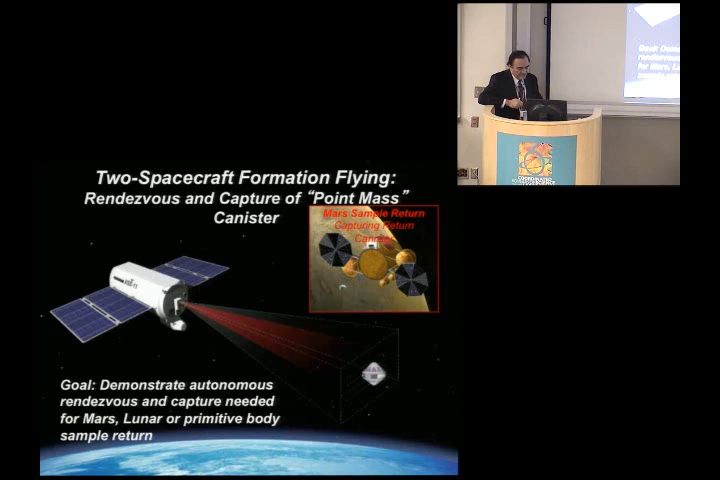 Two-Spacecraft Formation Flying:
Rendezvous and Capture of “Point Mass”
Canister
Mars Sample Return
Capturing Return
Goal: Demonstrate autonomous
rendezvous and capture needed
for Mars, Lunar or primitive body
sample return
COORDINATED